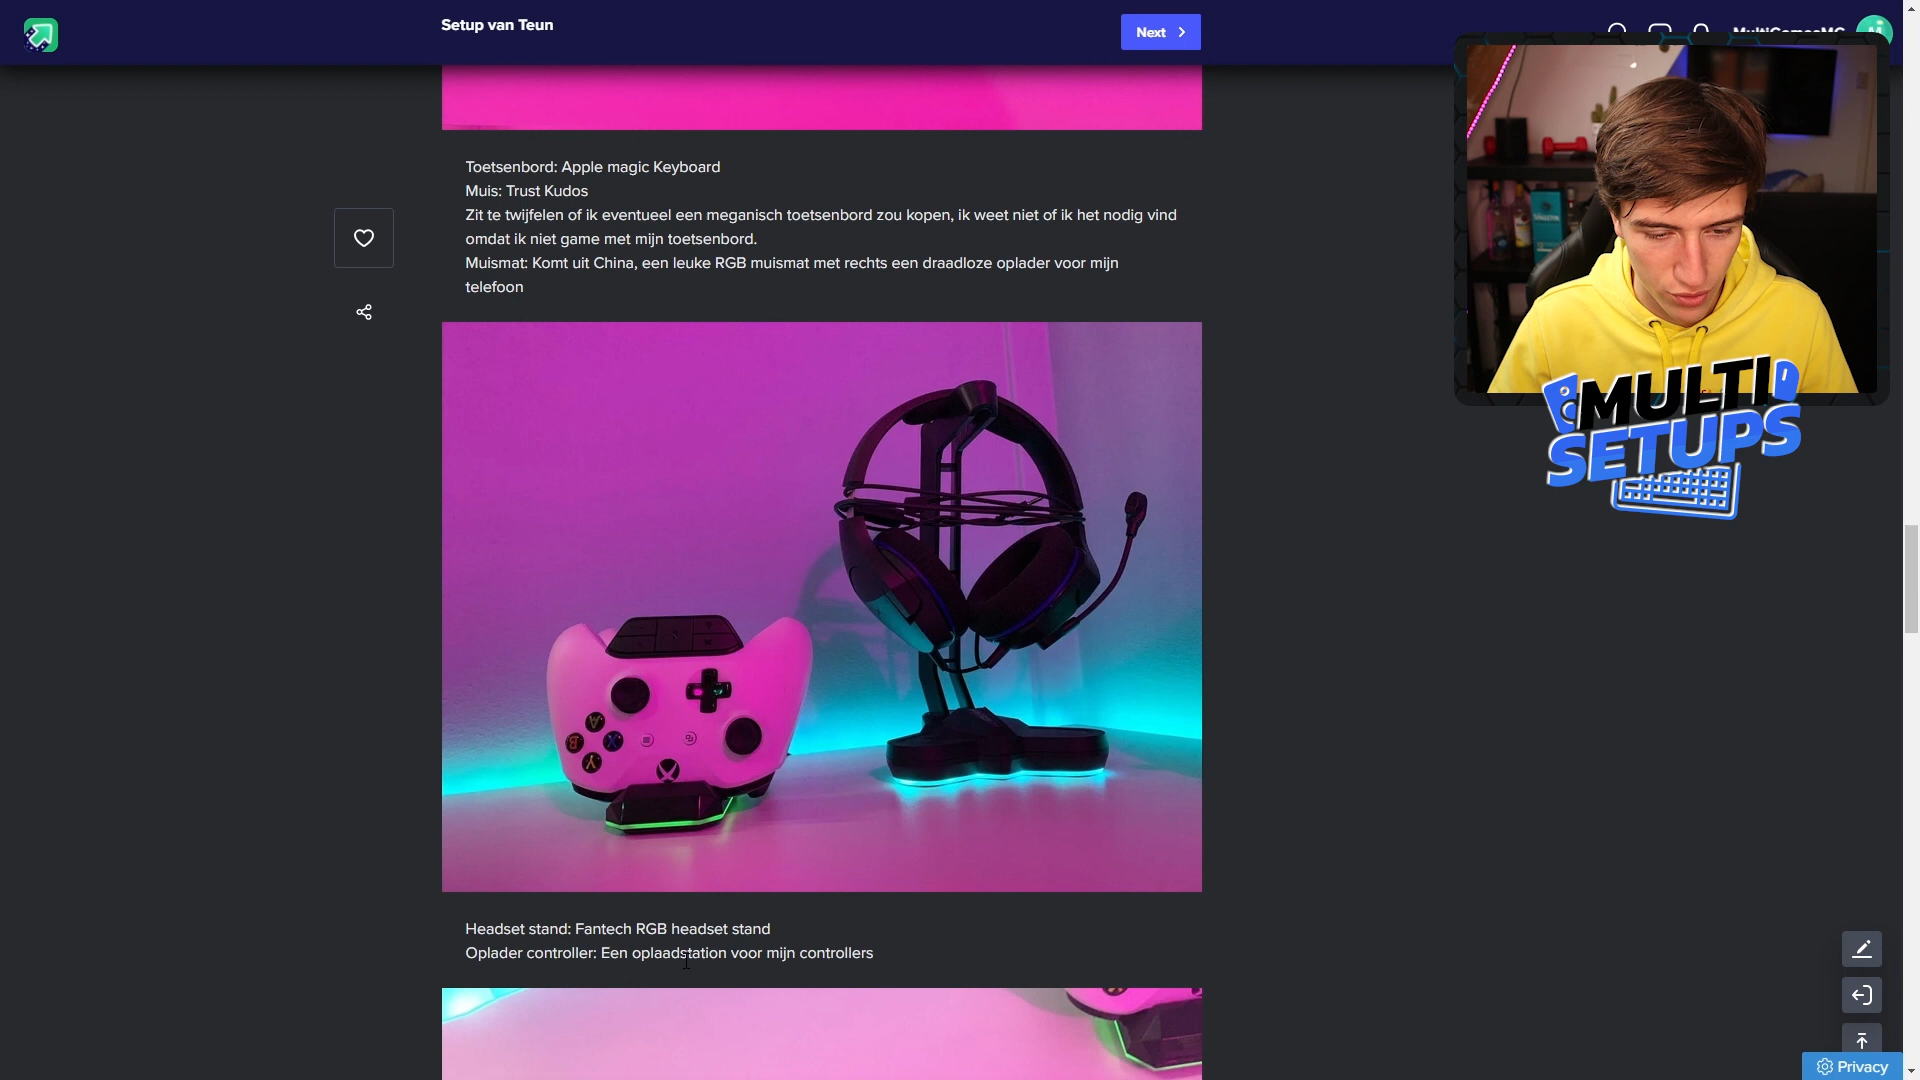 Setup van Teun
Next
Toetsenbord: Apple magic Keyboard
Muis: Trust Kudos
Zit te twijfelen of ik eventueel een meganisch toetsenbord zou kopen, ik weet niet of ik het nodig vind
omdat ik niet game met mijn toetsenbord.
Muismat: Komt uit China, een leuke RGB muismat met rechts een draadloze oplader voor mijn
telefoon
MULTI
SETUPS
A
B
X
Y
Headset stand: Fantech RGB headset stand
Oplader controller: Een oplaadstation voor mijn controllers
Privacy